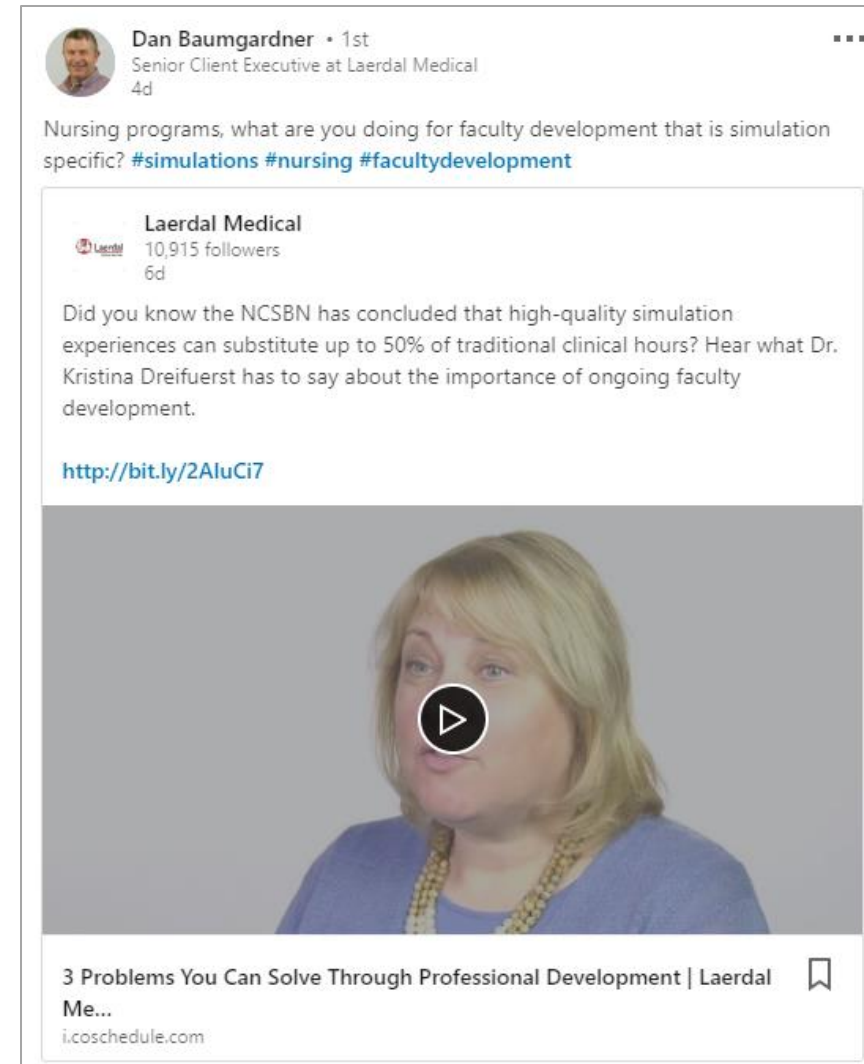 Dan Baumgardner • 1st
Senior Client Executive at Laerdal Medical
4d
Nursing programs, what are you doing for faculty development that is simulation
specific? #simulations #nursing #facultydevelopment
Laerdal Medical
Laerdal
10,915 followers
6d
Did you know the NCSBN has concluded that high-quality simulation
experiences can substitute up to 50% of traditional clinical hours? Hear what Dr.
Kristina Dreifuerst has to say about the importance of ongoing faculty
development.
http://bit.ly/2AluCi7
3 Problems You Can Solve Through Professional Development | Laerdal
Me...
i.coschedule.com